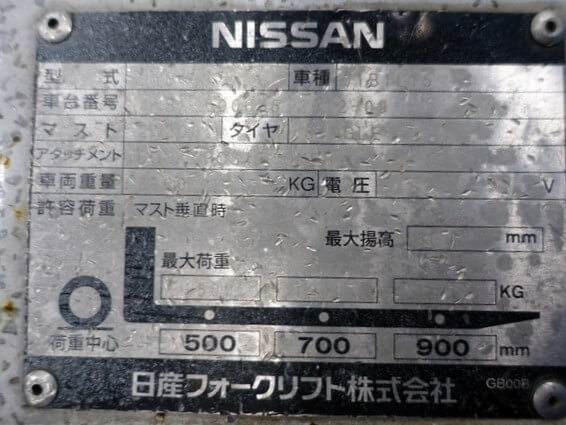 NISSAN
型式 車種
車台番号
マスト タイヤ
アタッチメント
車両重量 KG 電圧 V
許容荷重 マスト垂直時
最大揚高 mm
最大荷重
KG
荷重中心 500 700 900 mm
日産フォークリフト株式会社 GB00B